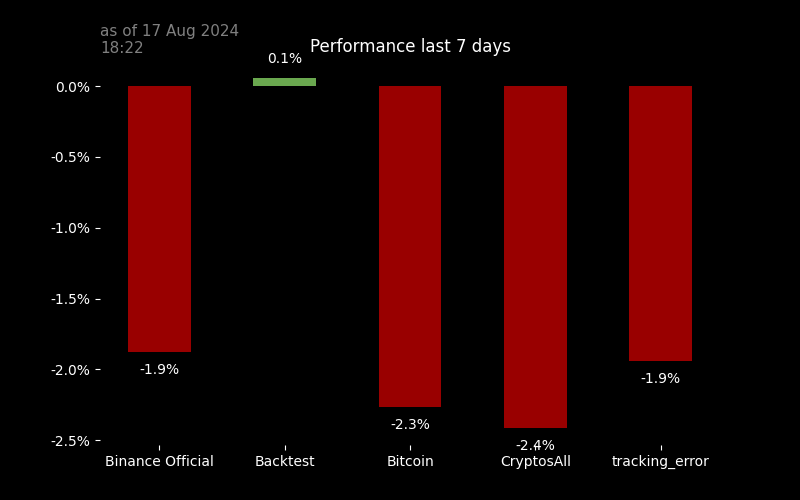 as of 17 Aug 2024
18:22
Performance last 7 days
0.1%
0.0%
-0.5%
-1.0%
-1.5%
-2.0%
-2.5%
-1.9%
-2.3%
-2.4%
-1.9%
Binance Official
Backtest
Bitcoin
CryptosAll
tracking_error